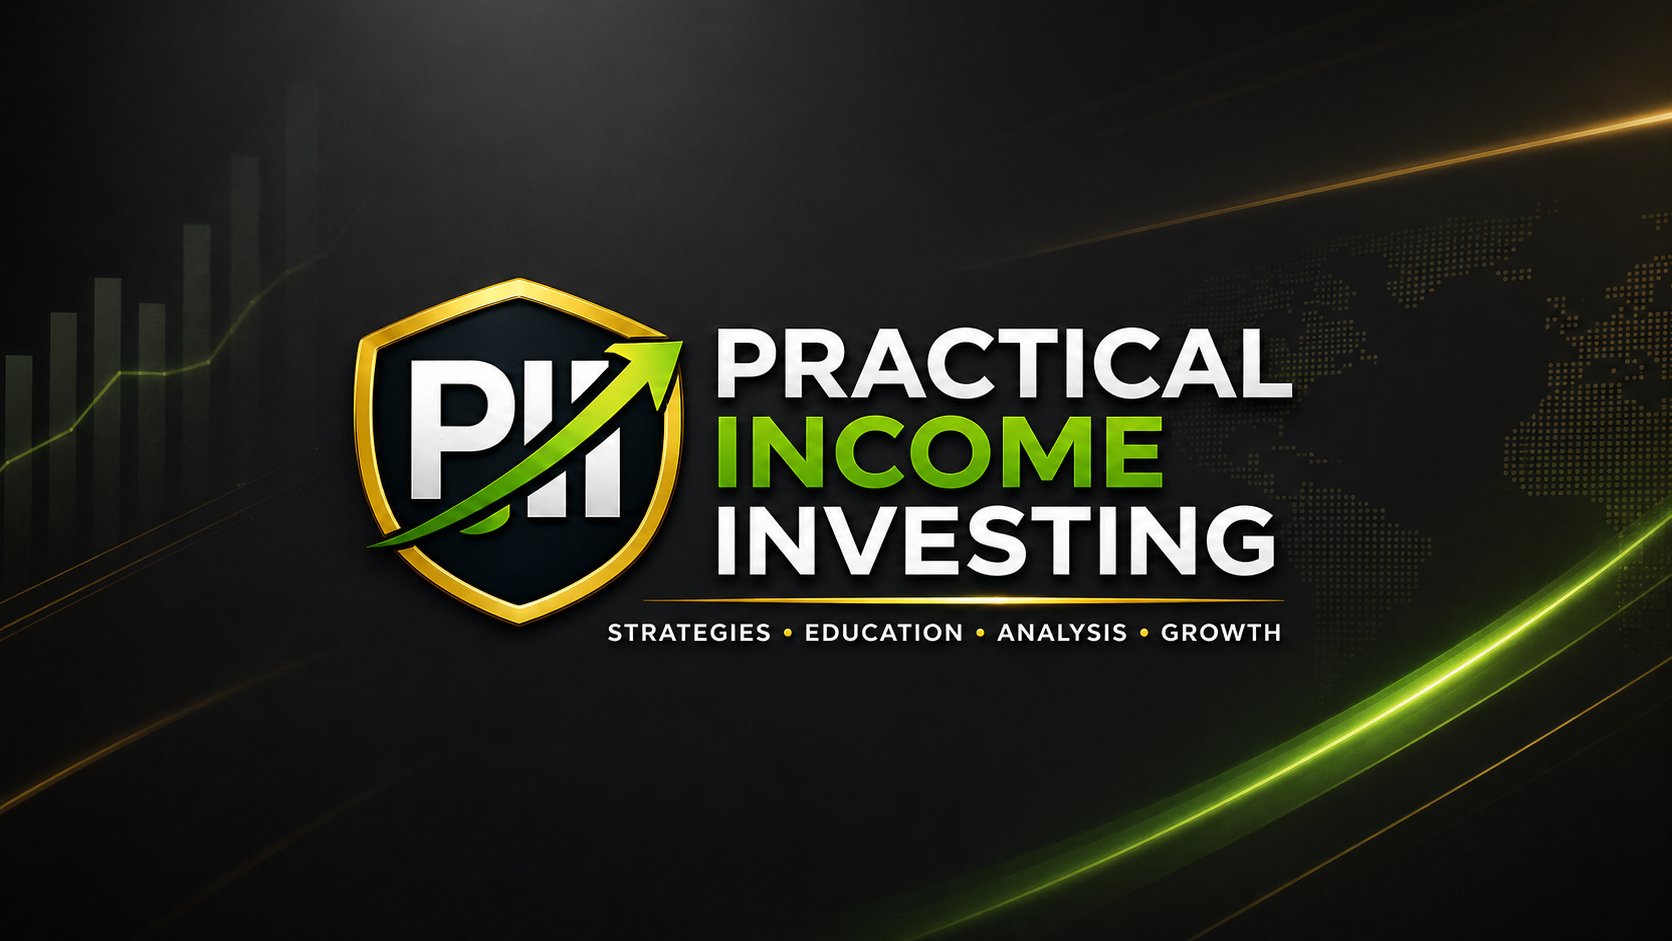 PII
PRACTICAL
INCOME
INVESTING
STRATEGIES • EDUCATION • ANALYSIS • GROWTH